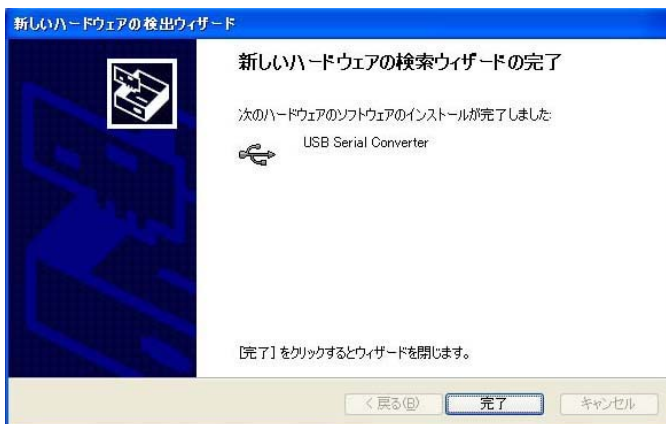 新しいハードウェアの検出ウィザード
新しいハードウェアの検索ウィザードの完了
次のハードウェアのソフトウェアのインストールが完了しました:
USB Serial Converter
[完了] をクリックするとウィザードを閉じます。
< 戻る(B)
完了
キャンセル